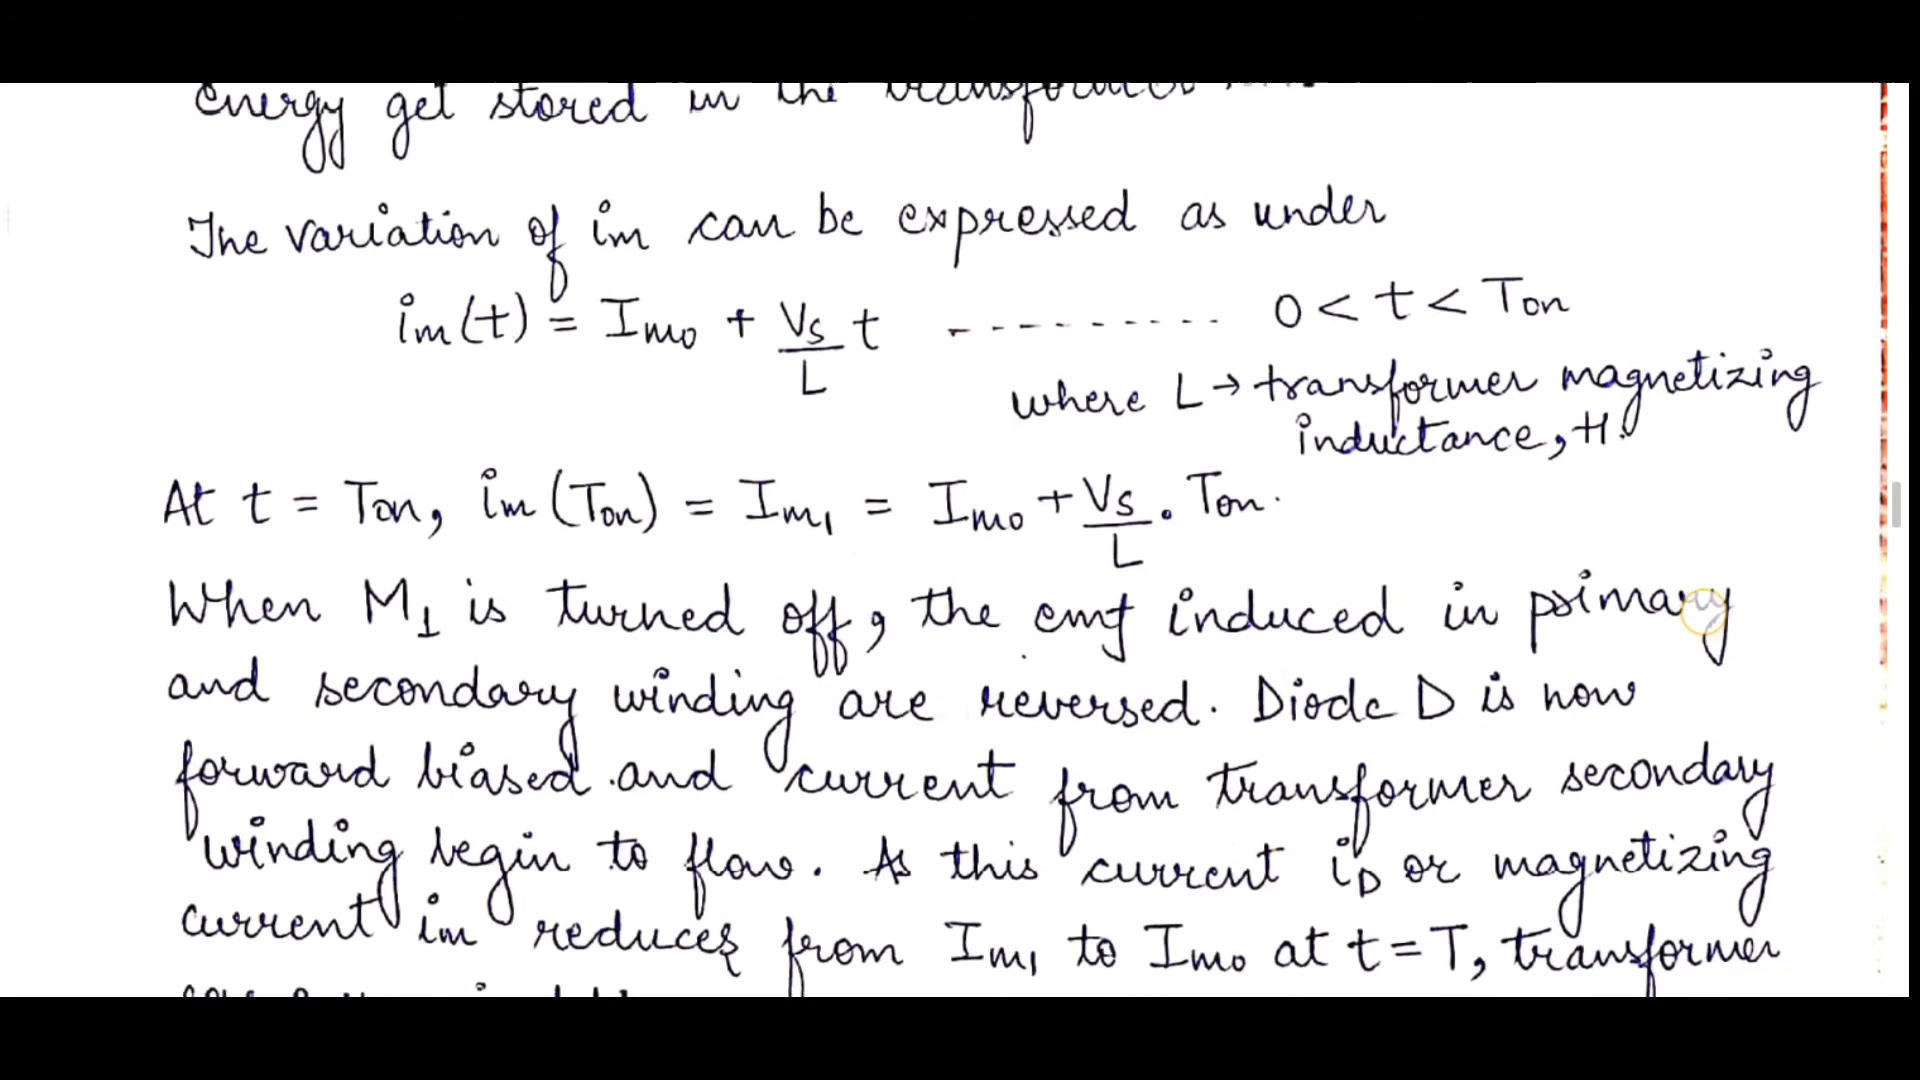 energy get stored in the transformer
The variation of im can be expressed as under
im(t) = Imo + Vs/L t ---------- 0 < t < Ton
where L → transformer magnetizing
inductance, H.
At t = Ton, im (Ton) = Im1 = Imo + Vs/L . Ton.
When M1 is turned off, the emf induced in primary
and secondary winding are reversed. Diode D is now
forward biased and current from transformer secondary
winding begin to flow. As this current iD or magnetizing
current im reduces from Im1 to Imo at t = T, transformer